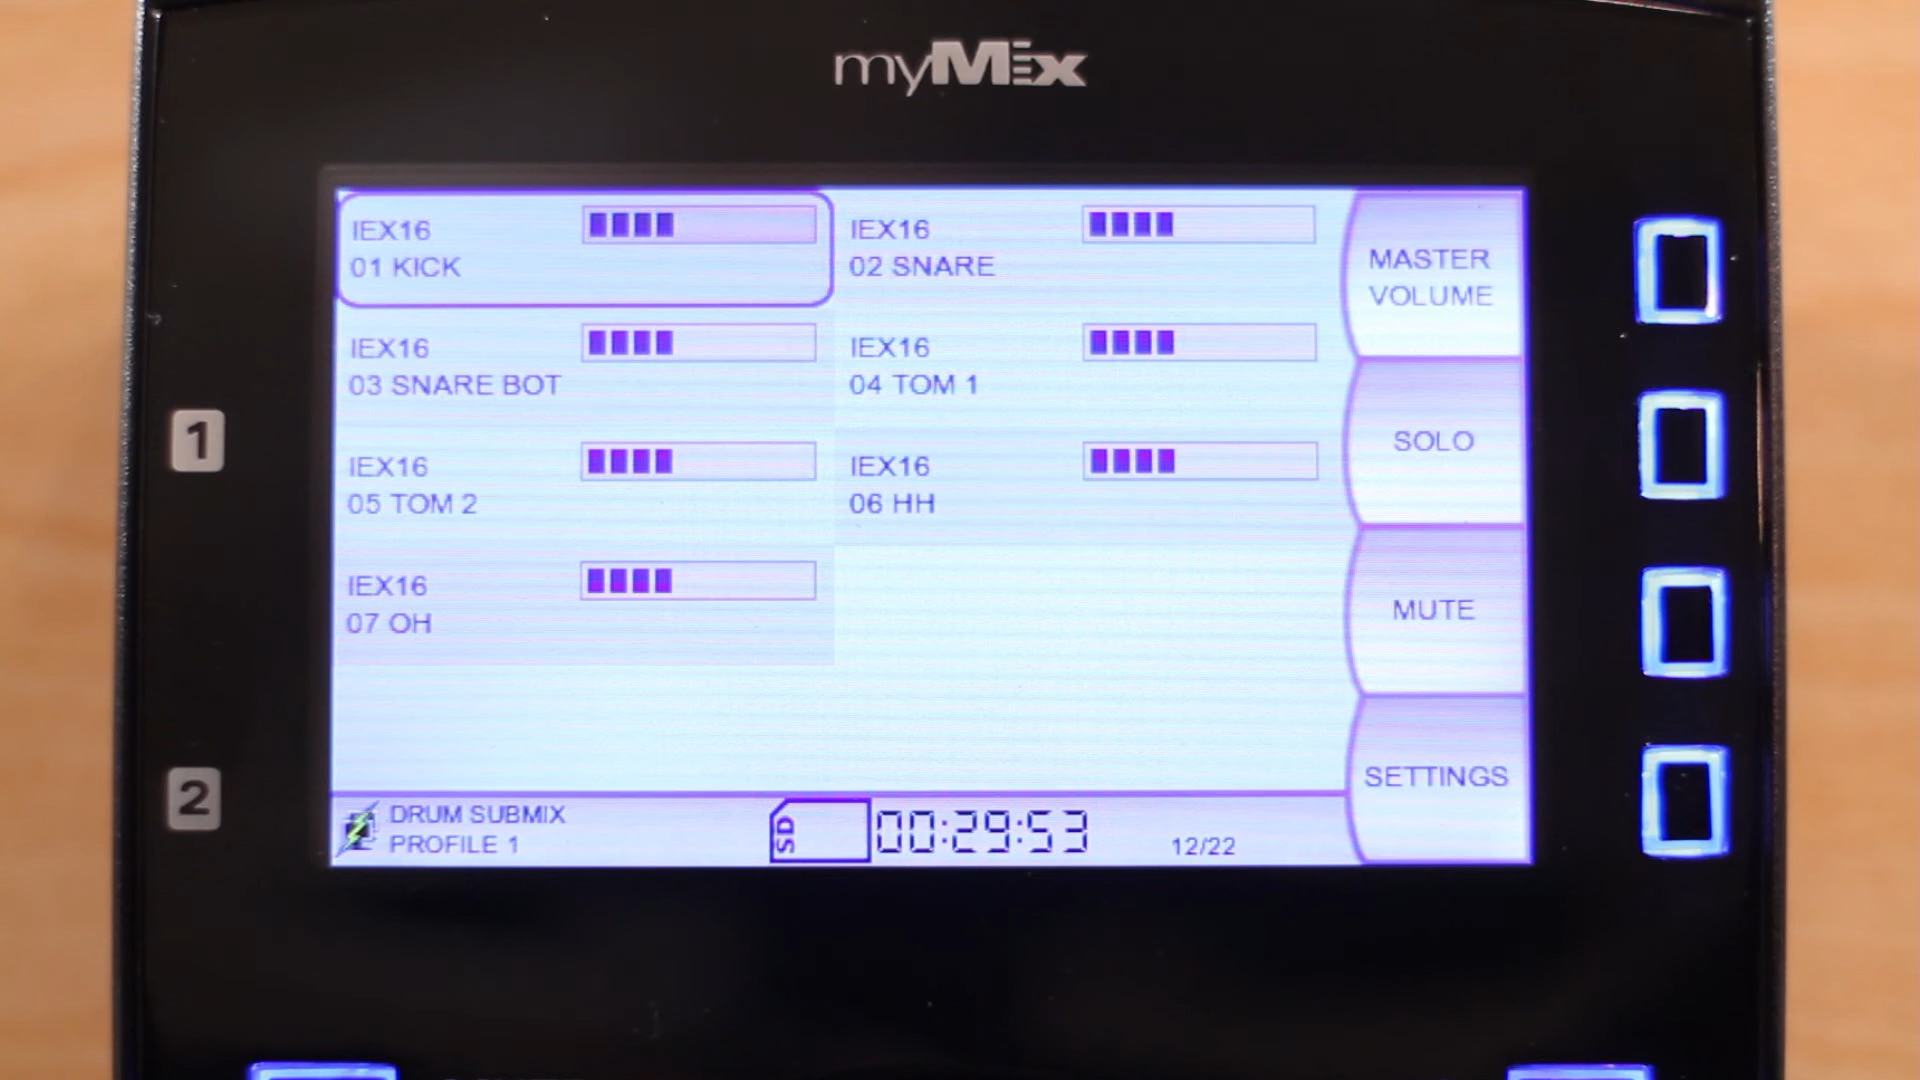 myMix
IEX16
01 KICK
IEX16
02 SNARE
IEX16
03 SNARE BOT
IEX16
04 TOM 1
IEX16
05 TOM 2
IEX16
06 HH
IEX16
07 OH
MASTER
VOLUME
SOLO
MUTE
SETTINGS
1
2
DRUM SUBMIX
PROFILE 1
SD
00:29:53
12/22